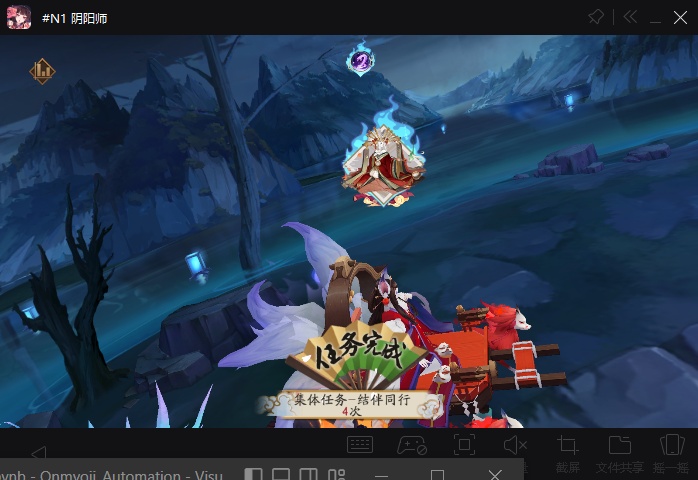 #N1 阴阳师
任务完成
集体任务-结伴同行
4次
截屏
文件共享
摇一摇
ynb - Onmyoji_Automation - Visu